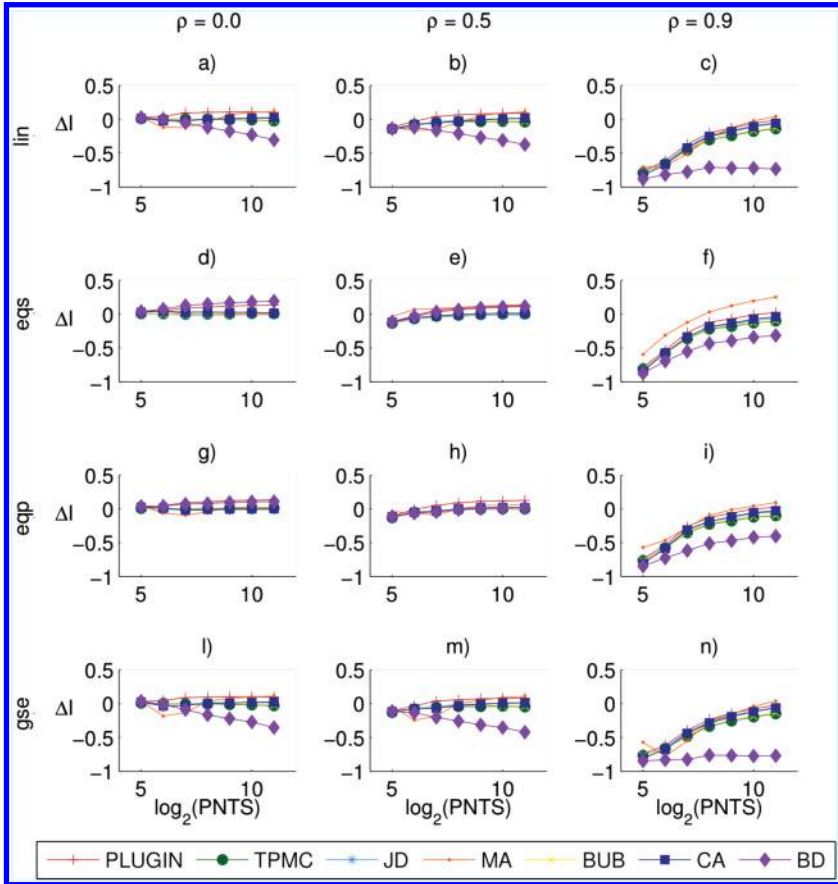 ρ = 0.0 ρ = 0.5 ρ = 0.9
a) b) c)
lin ΔI 0.5 0 −0.5 −1 0.5 0 −0.5 −1 0.5 0 −0.5 −1
5 10 5 10 5 10
d) e) f)
eqs ΔI 0.5 0 −0.5 −1 0.5 0 −0.5 −1 0.5 0 −0.5 −1
5 10 5 10 5 10
g) h) i)
eqp ΔI 0.5 0 −0.5 −1 0.5 0 −0.5 −1 0.5 0 −0.5 −1
5 10 5 10 5 10
l) m) n)
gse ΔI 0.5 0 −0.5 −1 0.5 0 −0.5 −1 0.5 0 −0.5 −1
5 10 5 10 5 10
log₂(PNTS) log₂(PNTS) log₂(PNTS)
PLUGIN TPMC JD MA BUB CA BD